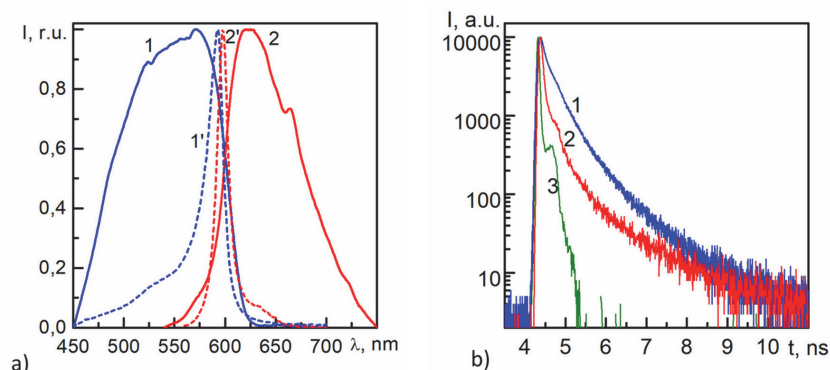 I, r.u.
1,0
0,8
0,6
0,4
0,2
0,0
1
2'
2
1'
450 500 550 600 650 700
λ, nm
a)
I, a.u.
10000
1000
100
10
1
2
3
4 5 6 7 8 9 10 t, ns
b)